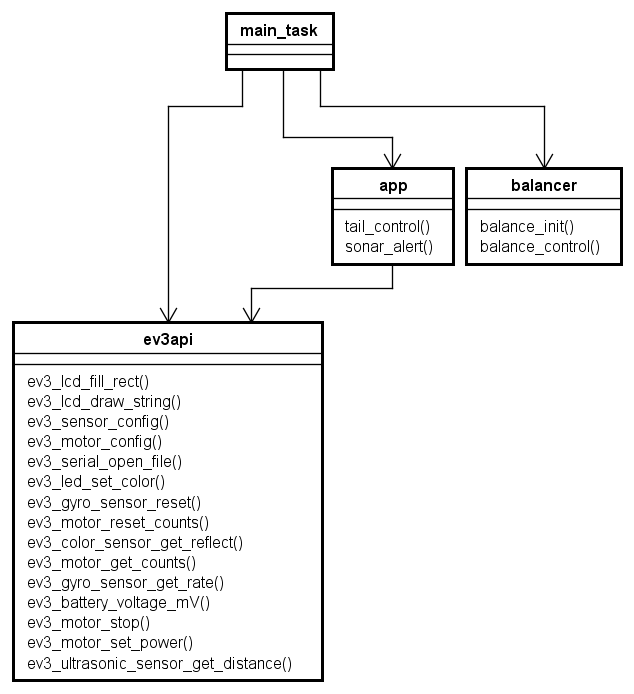 main_task
app
tail_control()
sonar_alert()
balancer
balance_init()
balance_control()
ev3api
ev3_lcd_fill_rect()
ev3_lcd_draw_string()
ev3_sensor_config()
ev3_motor_config()
ev3_serial_open_file()
ev3_led_set_color()
ev3_gyro_sensor_reset()
ev3_motor_reset_counts()
ev3_color_sensor_get_reflect()
ev3_motor_get_counts()
ev3_gyro_sensor_get_rate()
ev3_battery_voltage_mV()
ev3_motor_stop()
ev3_motor_set_power()
ev3_ultrasonic_sensor_get_distance()